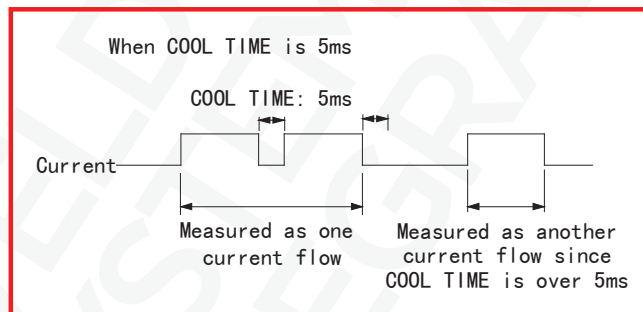 When COOL TIME is 5ms
COOL TIME: 5ms
Current
Measured as one
current flow
Measured as another
current flow since
COOL TIME is over 5ms